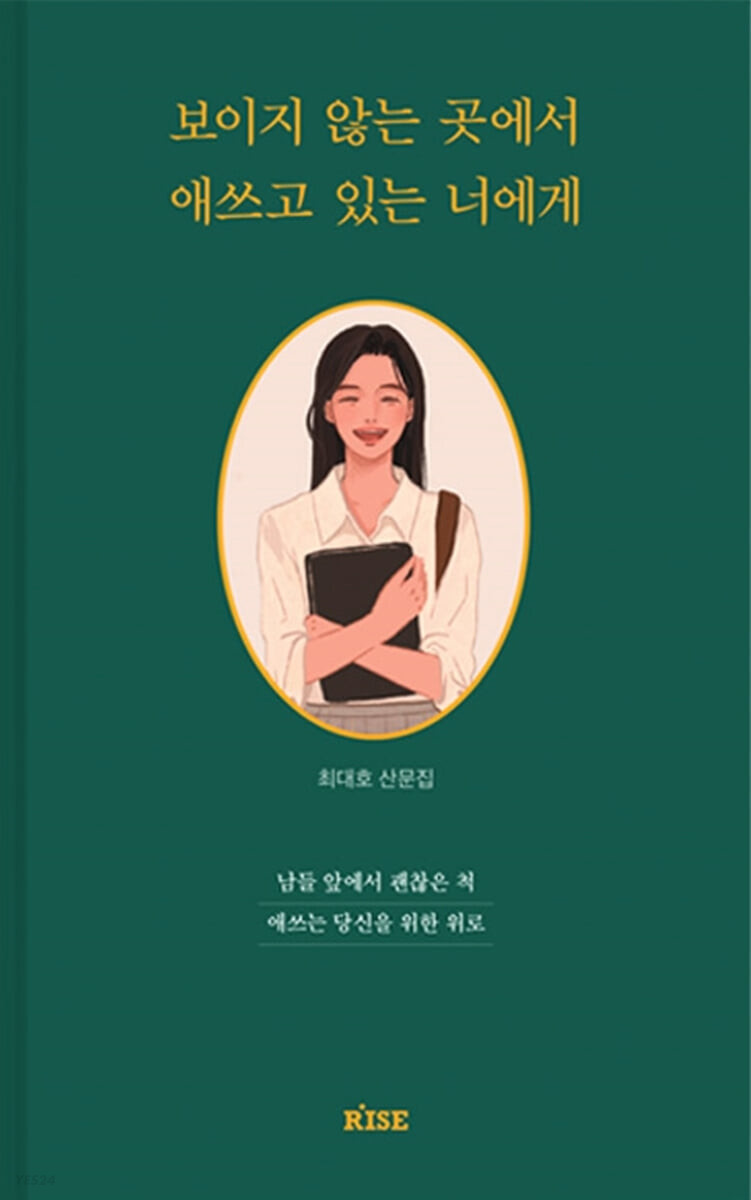 보이지 않는 곳에서
애쓰고 있는 너에게
최대호 산문집
남들 앞에서 괜찮은 척
애쓰는 당신을 위한 위로
RISE
YES24